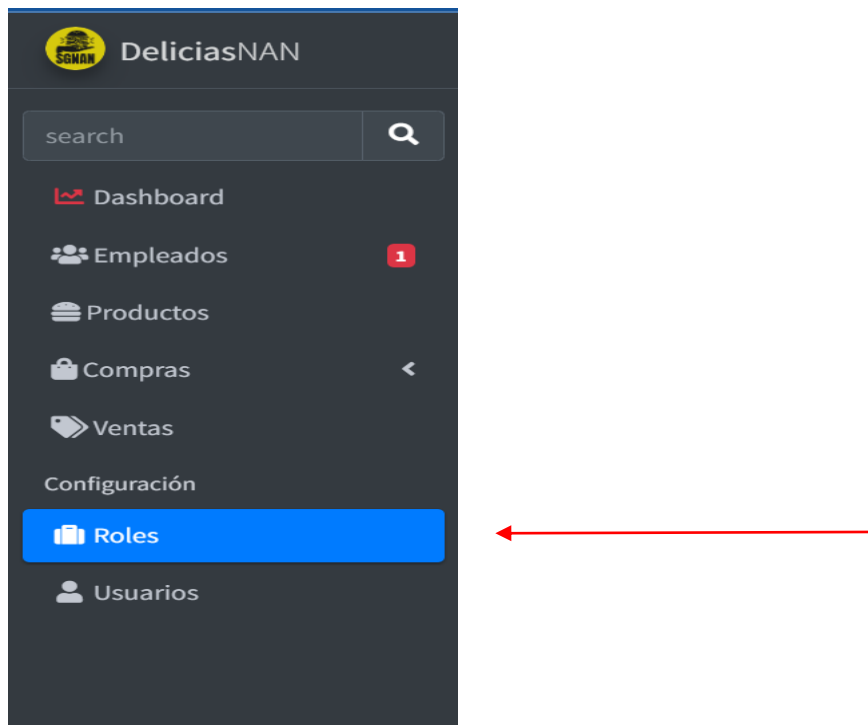 SGNAN
DeliciasNAN
search
Dashboard
Empleados 1
Productos
Compras
Ventas
Configuración
Roles
Usuarios